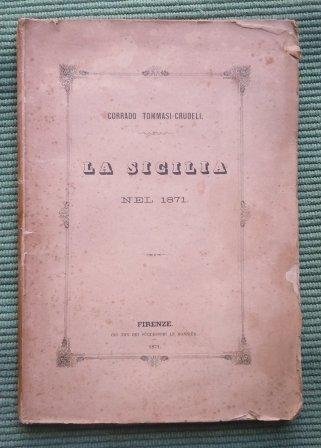 CORRADO TOMMASI-CRUDELI.
LA SICILIA
NEL 1871.
FIRENZE.
COI TIPI DEI SUCCESSORI LE MONNIER
1871.